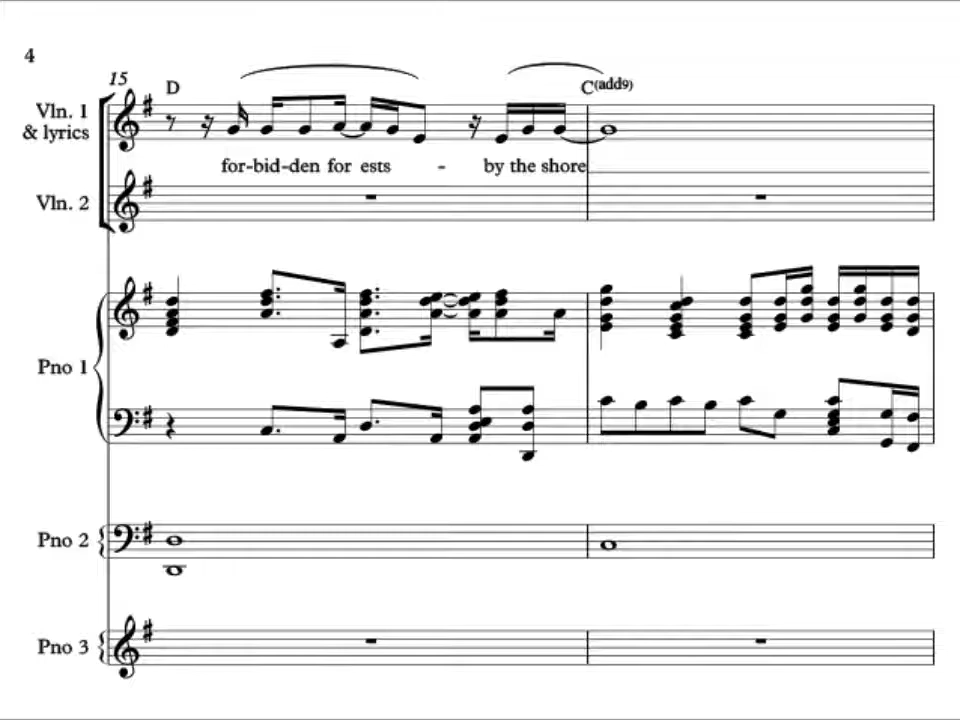 4
15 D C(add9)
Vln. 1
& lyrics
for-bid-den for ests - by the shore
Vln. 2
Pno 1
Pno 2
Pno 3